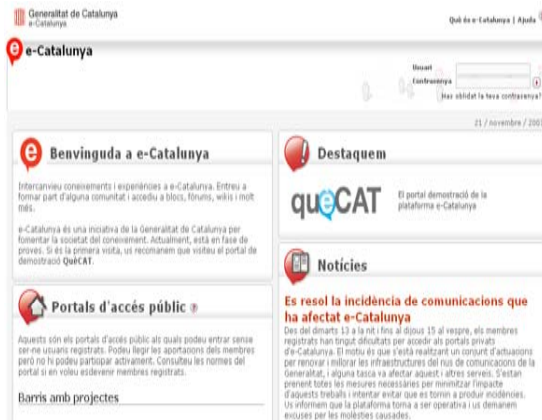 Generalitat de Catalunya
e-Catalunya
Què és e-Catalunya | Ajuda
e-Catalunya
Usuari
Contrasenya
Has oblidat la teva contrasenya?
21 / novembre / 200
Benvinguda a e-Catalunya
Intercanvieu coneixements i experiències a e-Catalunya. Entreu a
formar part d'alguna comunitat i accediu a blocs, fòrums, wikis i molt
més.
e-Catalunya és una iniciativa de la Generalitat de Catalunya per
fomentar la societat del coneixement. Actualment, està en fase de
proves. Si és la primera visita, us recomanem que visiteu el portal de
demostració QuèCAT.
Portals d'accés públic
Aquests són els portals d'accés públic als quals podeu entrar sense
ser-ne usuaris registrats. Podeu llegir les aportacions dels membres
però no hi podeu participar activament. Consulteu les normes del
portal si en voleu esdevenir membres registrats.
Barris amb projectes
Destaquem
queCAT
El portal demostració de la
plataforma e-Catalunya
Notícies
Es resol la incidència de comunicacions que
ha afectat e-Catalunya
Des del dimarts 13 a la nit i fins al dijous 15 al vespre, els membres
registrats han tingut dificultats per accedir als portals privats
d'e-Catalunya. El motiu és que s'està realitzant un conjunt d'actuacions
per renovar i millorar les infraestructures del nus de comunicacions de la
Generalitat, i alguna tasca va afectar aquest i altres serveis. S'estan
prenent totes les mesures necessàries per minimitzar l'impacte
d'aquests treballs i intentar evitar que es tornin a produir incidències.
Us informem que la plataforma torna a ser operativa i us demanem
excuses per les molèsties causades.